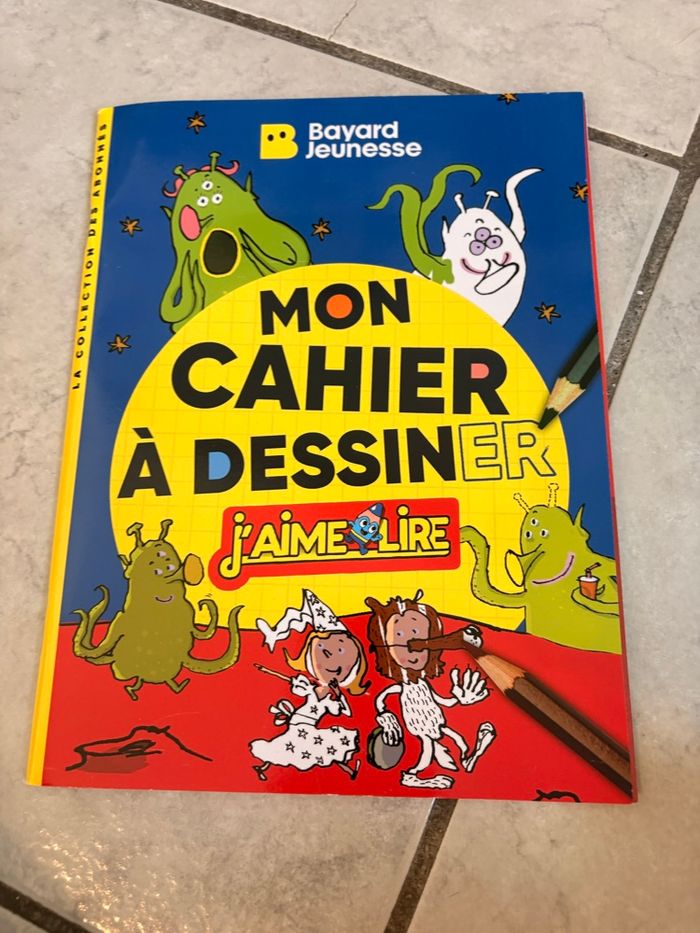 Bayard
Jeunesse
LA COLLECTION DES ABONNÉS
MON
CAHIER
À DESSINER
j'AIME LIRE